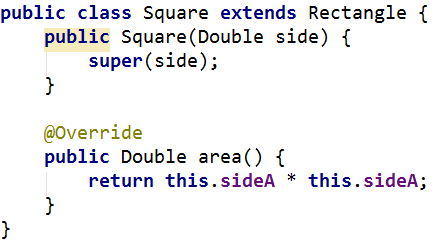 public class Square extends Rectangle {
    public Square(Double side) {
        super(side);
    }

    @Override
    public Double area() {
        return this.sideA * this.sideA;
    }
}